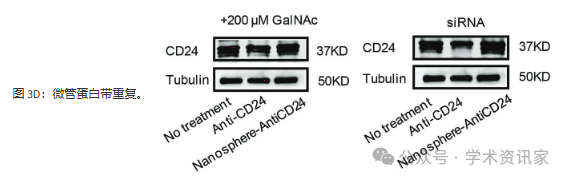 图 3D：微管蛋白带重复。
+200 μM GalNAc
CD24 37KD
Tubulin 50KD
No treatment
Anti-CD24
Nanosphere-AntiCD24
siRNA
CD24 37KD
Tubulin 50KD
No treatment
Anti-CD24
Nanosphere-AntiCD24
公众号 · 学术资讯家